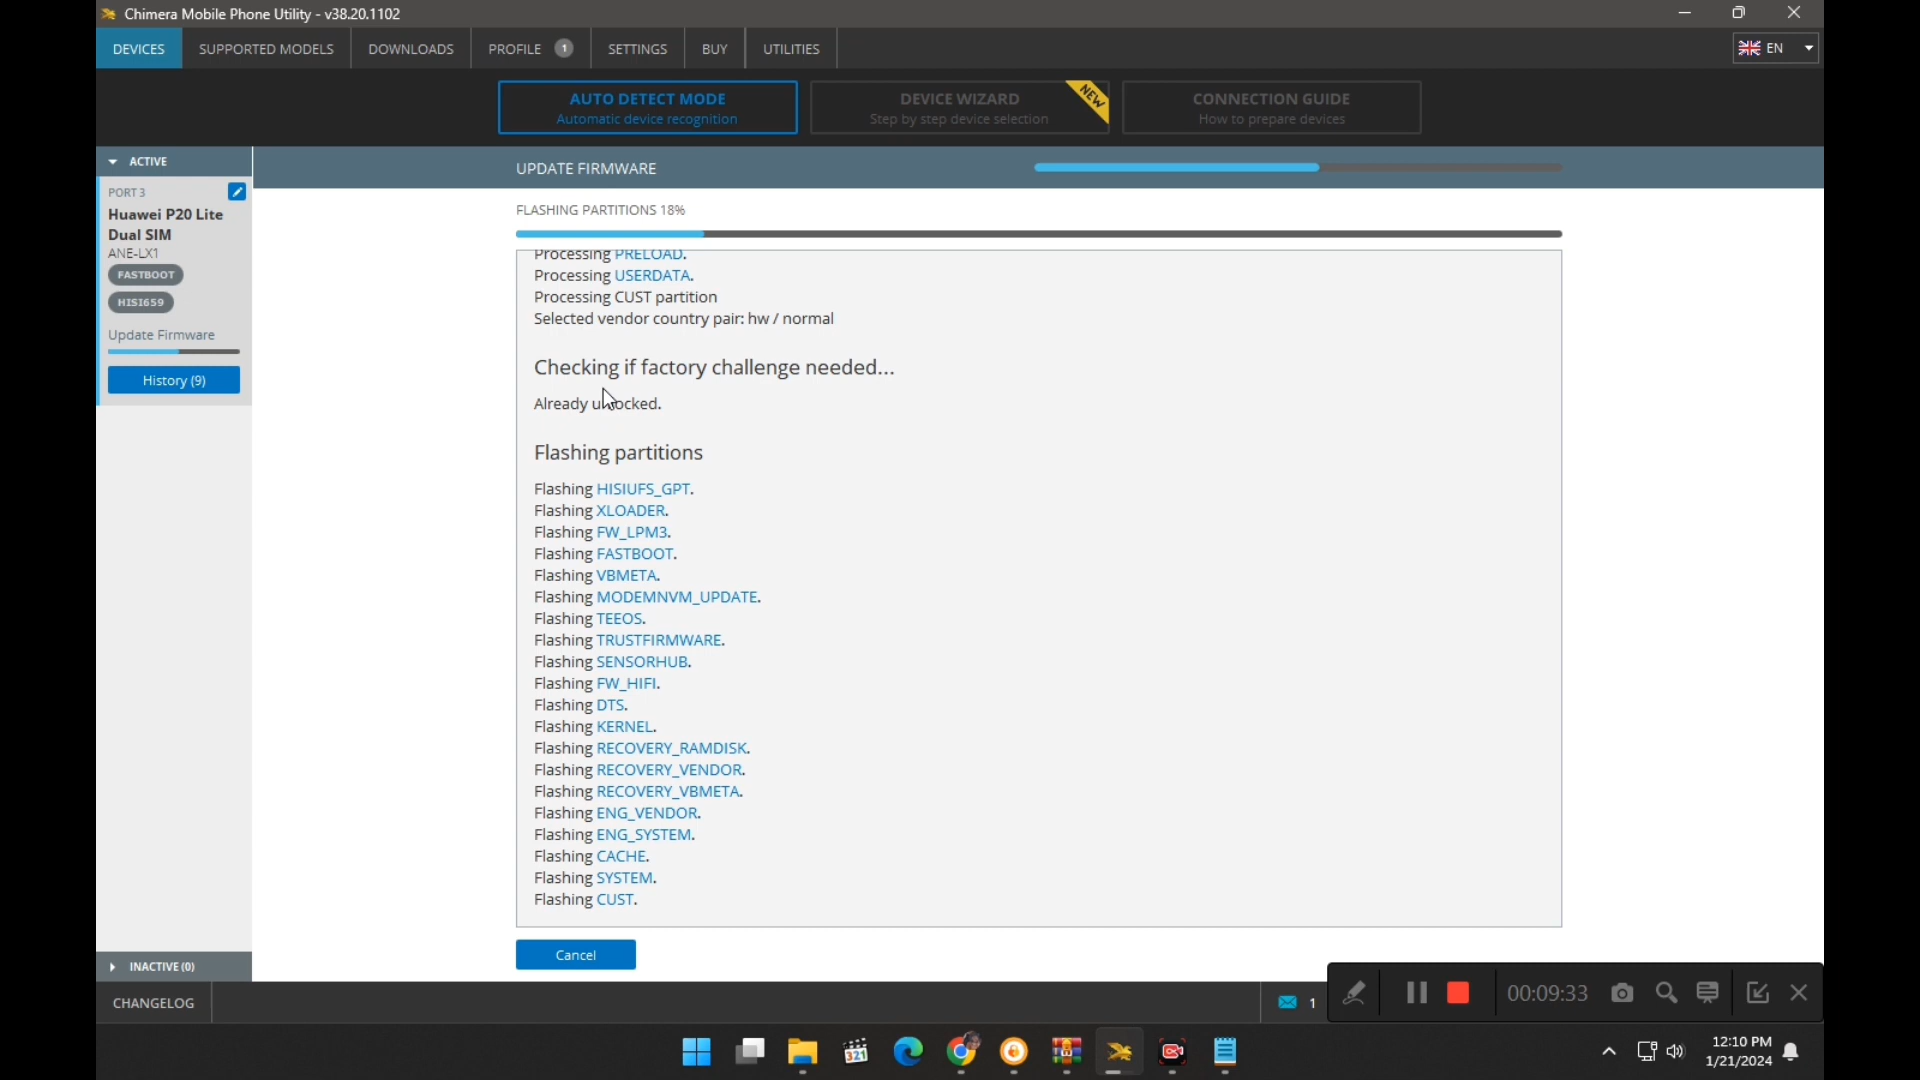 Chimera Mobile Phone Utility - v38.20.1102
DEVICES
SUPPORTED MODELS
DOWNLOADS
PROFILE 1
SETTINGS
BUY
UTILITIES
EN
AUTO DETECT MODE
Automatic device recognition
DEVICE WIZARD
Step by step device selection
NEW
CONNECTION GUIDE
How to prepare devices
ACTIVE
PORT 3
Huawei P20 Lite
Dual SIM
ANE-LX1
FASTBOOT
HISI659
Update Firmware
History (9)
UPDATE FIRMWARE
FLASHING PARTITIONS 18%
Processing PRELOAD.
Processing USERDATA.
Processing CUST partition
Selected vendor country pair: hw / normal
Checking if factory challenge needed...
Already unlocked.
Flashing partitions
Flashing HISIUFS_GPT.
Flashing XLOADER.
Flashing FW_LPM3.
Flashing FASTBOOT.
Flashing VBMETA.
Flashing MODEMNVM_UPDATE.
Flashing TEEOS.
Flashing TRUSTFIRMWARE.
Flashing SENSORHUB.
Flashing FW_HIFI.
Flashing DTS.
Flashing KERNEL.
Flashing RECOVERY_RAMDISK.
Flashing RECOVERY_VENDOR.
Flashing RECOVERY_VBMETA.
Flashing ENG_VENDOR.
Flashing ENG_SYSTEM.
Flashing CACHE.
Flashing SYSTEM.
Flashing CUST.
Cancel
INACTIVE (0)
CHANGELOG
1
00:09:33
321
12:10 PM
1/21/2024